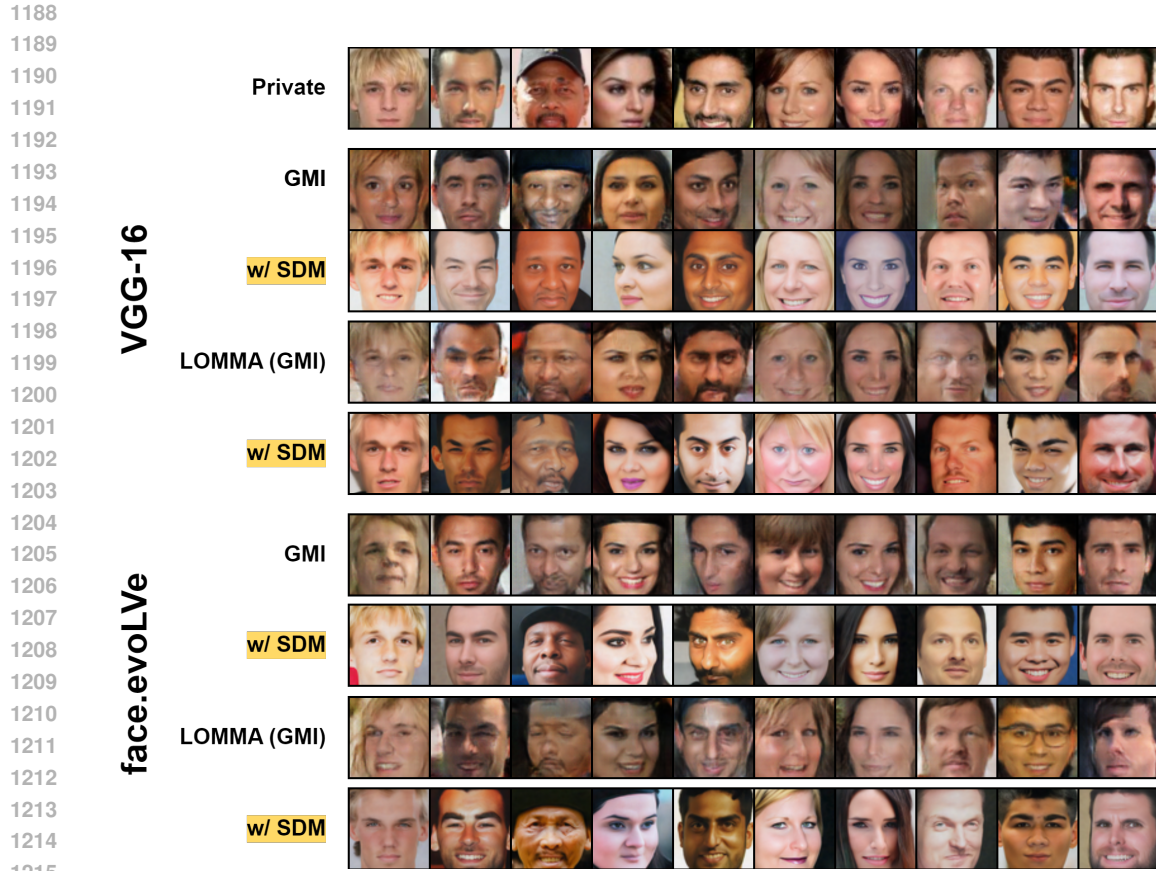 1188
1189
1190
Private
1191
1192
1193
GMI
1194
1195
1196
w/ SDM
1197
VGG-16
1198
1199
LOMMA (GMI)
1200
1201
1202
w/ SDM
1203
1204
1205
GMI
1206
1207
1208
w/ SDM
1209
face.evoLVe
1210
1211
LOMMA (GMI)
1212
1213
1214
w/ SDM
1215